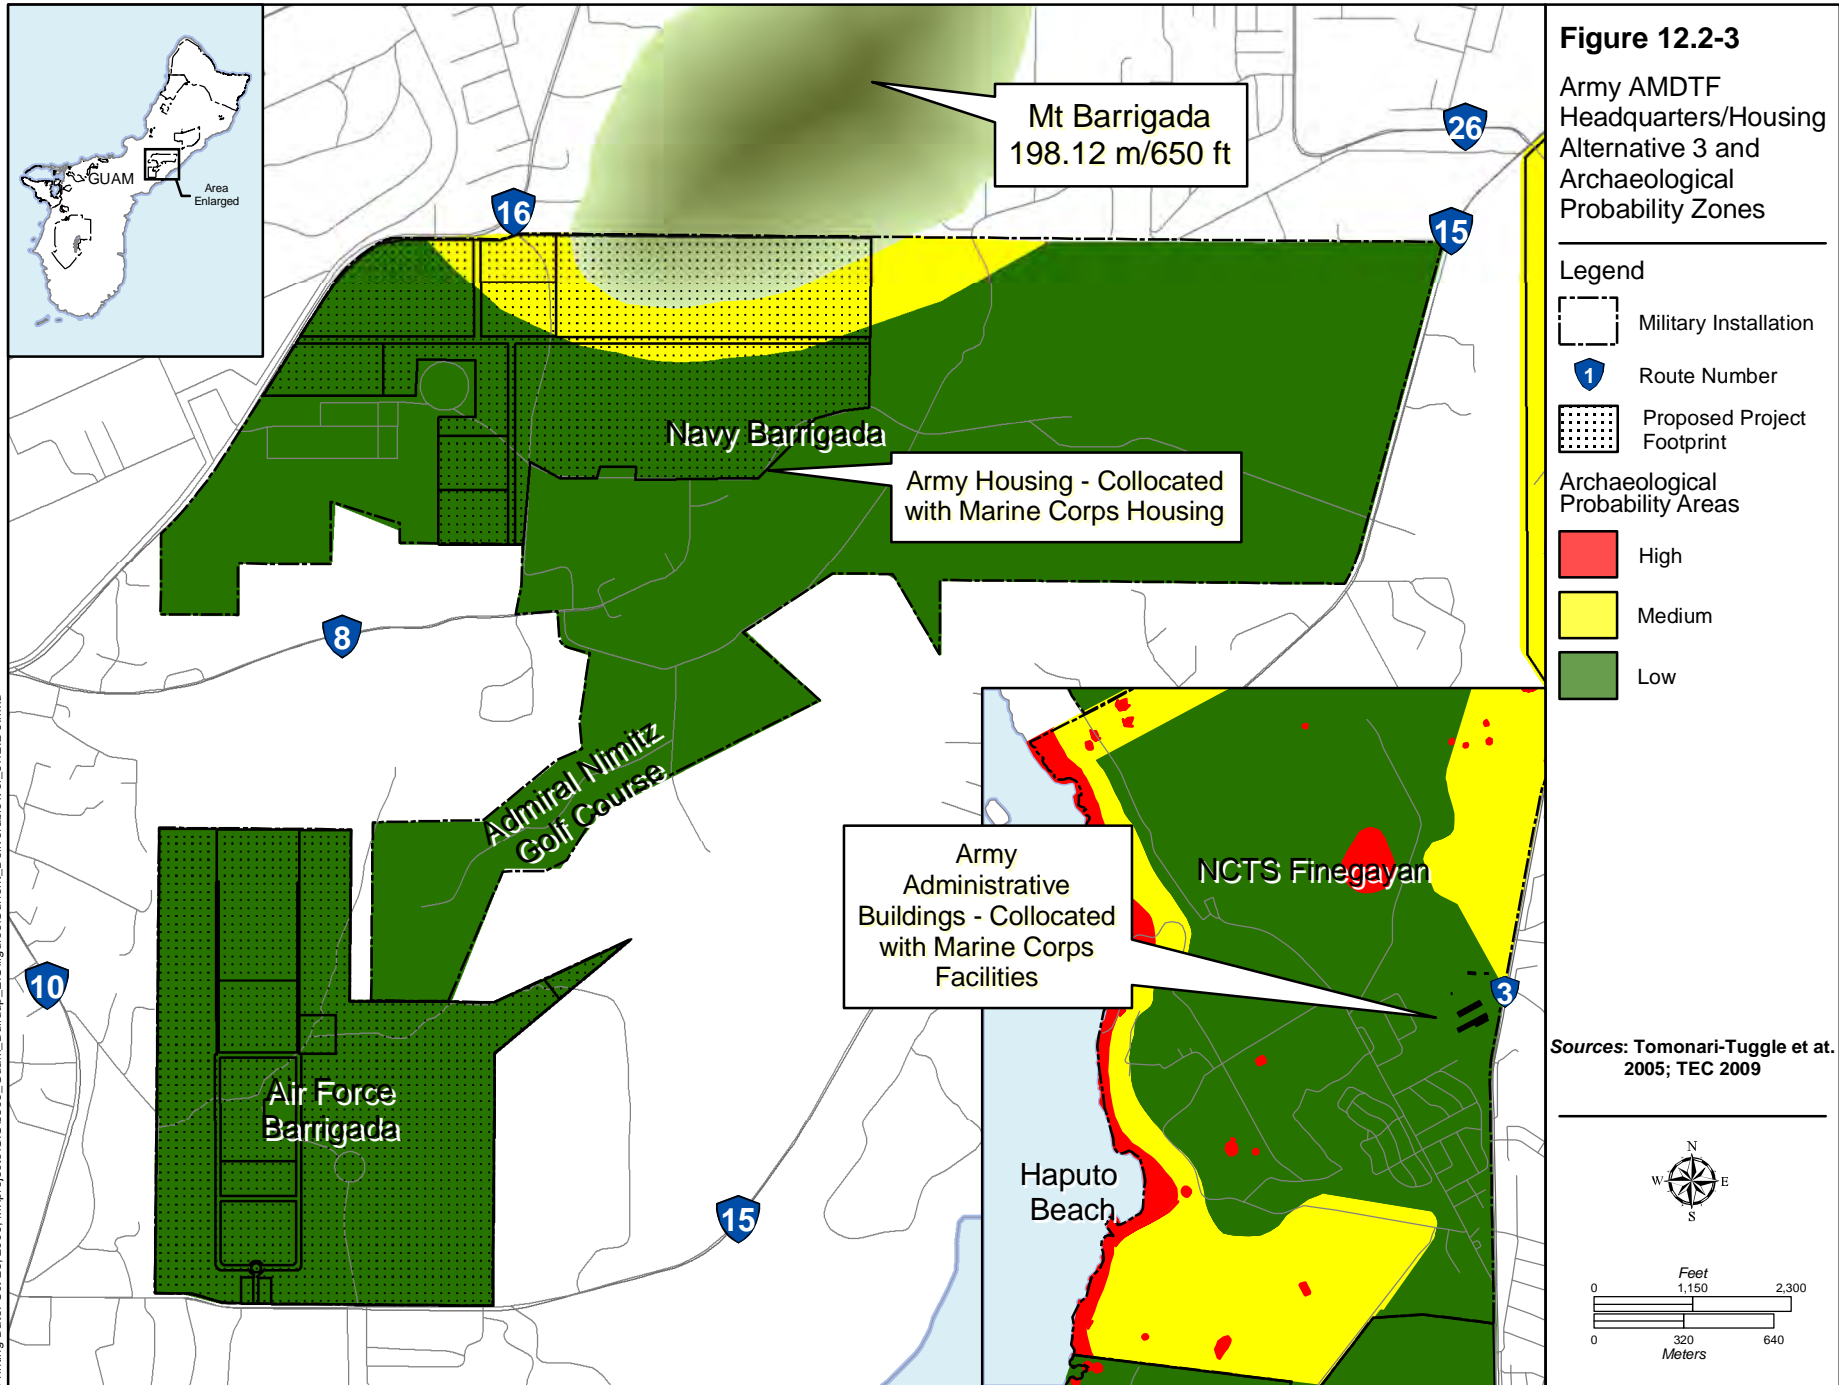 Figure 12.2-3
Army AMDTF
Headquarters/Housing
Alternative 3 and
Archaeological
Probability Zones
Legend
Military Installation
1
Route Number
Proposed Project
Footprint
Archaeological
Probability Areas
High
Medium
Low
Sources: Tomonari-Tuggle et at.
2005; TEC 2009
N
W
E
S
Feet
0
1,150
2,300
0
320
640
Meters
GUAM
Area
Enlarged
Mt Barrigada
198.12 m/650 ft
26
16
15
Navy Barrigada
Army Housing - Collocated
with Marine Corps Housing
8
Admiral Nimitz
Golf Course
10
Air Force
Barrigada
15
Army
Administrative
Buildings - Collocated
with Marine Corps
Facilities
NCTS Finegayan
3
Haputo
Beach